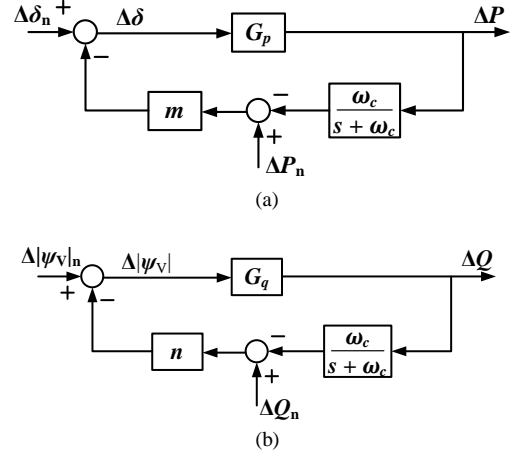 Δδn + Δδ Gp ΔP
−
m − ωc
s + ωc
+
ΔPn
(a)
Δ|ψV|n Δ|ψV| Gq ΔQ
+ −
n − ωc
s + ωc
+
ΔQn
(b)